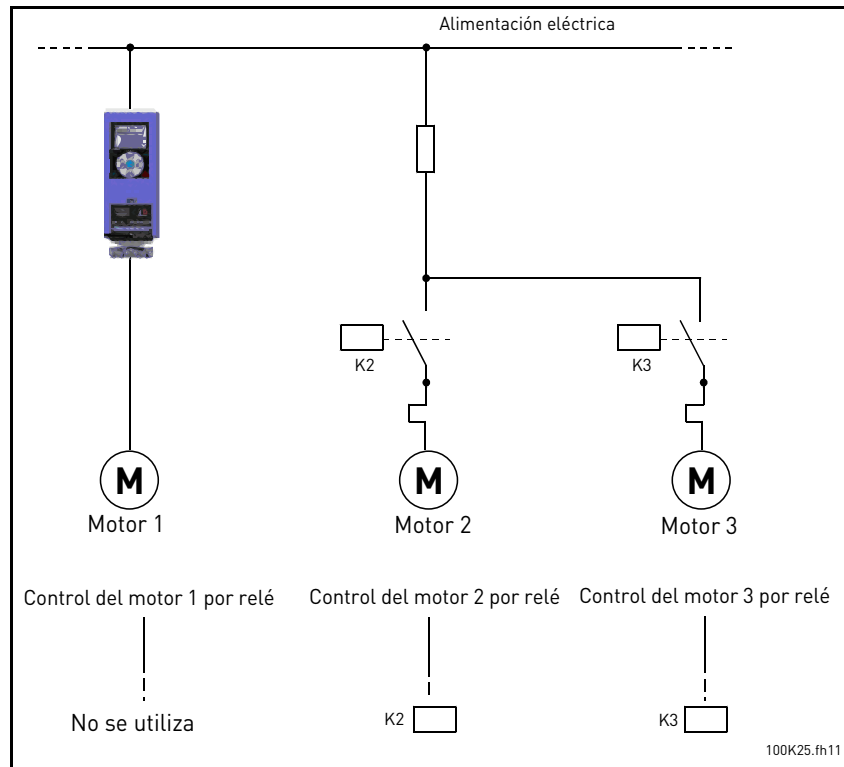 Alimentación eléctrica
K2
K3
M
M
M
Motor 1
Motor 2
Motor 3
Control del motor 1 por relé
Control del motor 2 por relé
Control del motor 3 por relé
No se utiliza
K2
K3
100K25.fh11